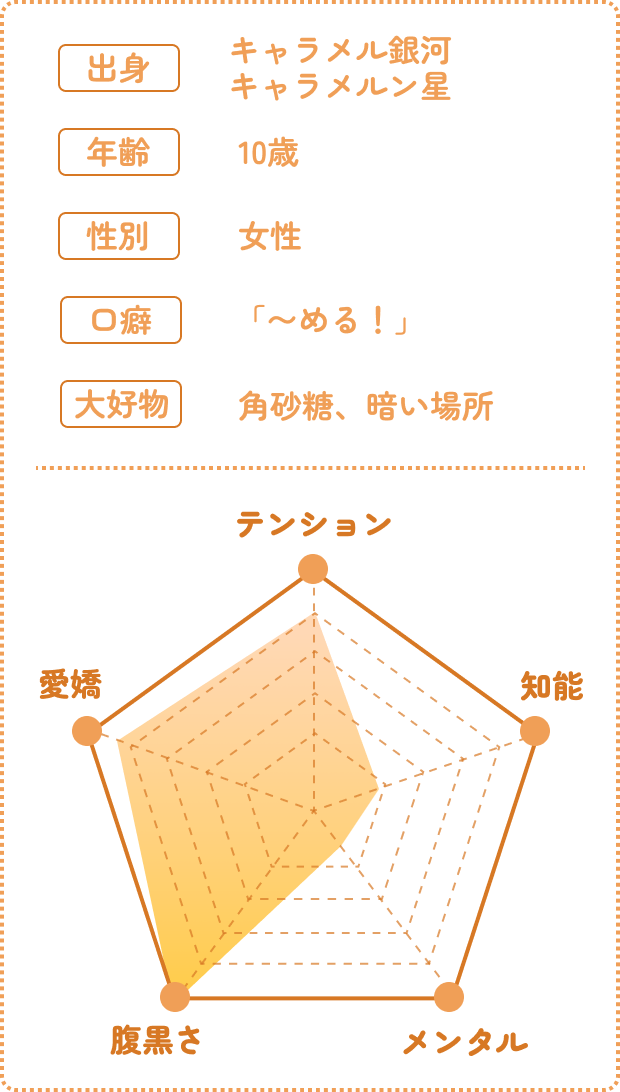 出身
キャラメル銀河
キャラメルン星
年齢
10歳
性別
女性
口癖
「～める！」
大好物
角砂糖、暗い場所
テンション
愛嬌
知能
腹黒さ
メンタル